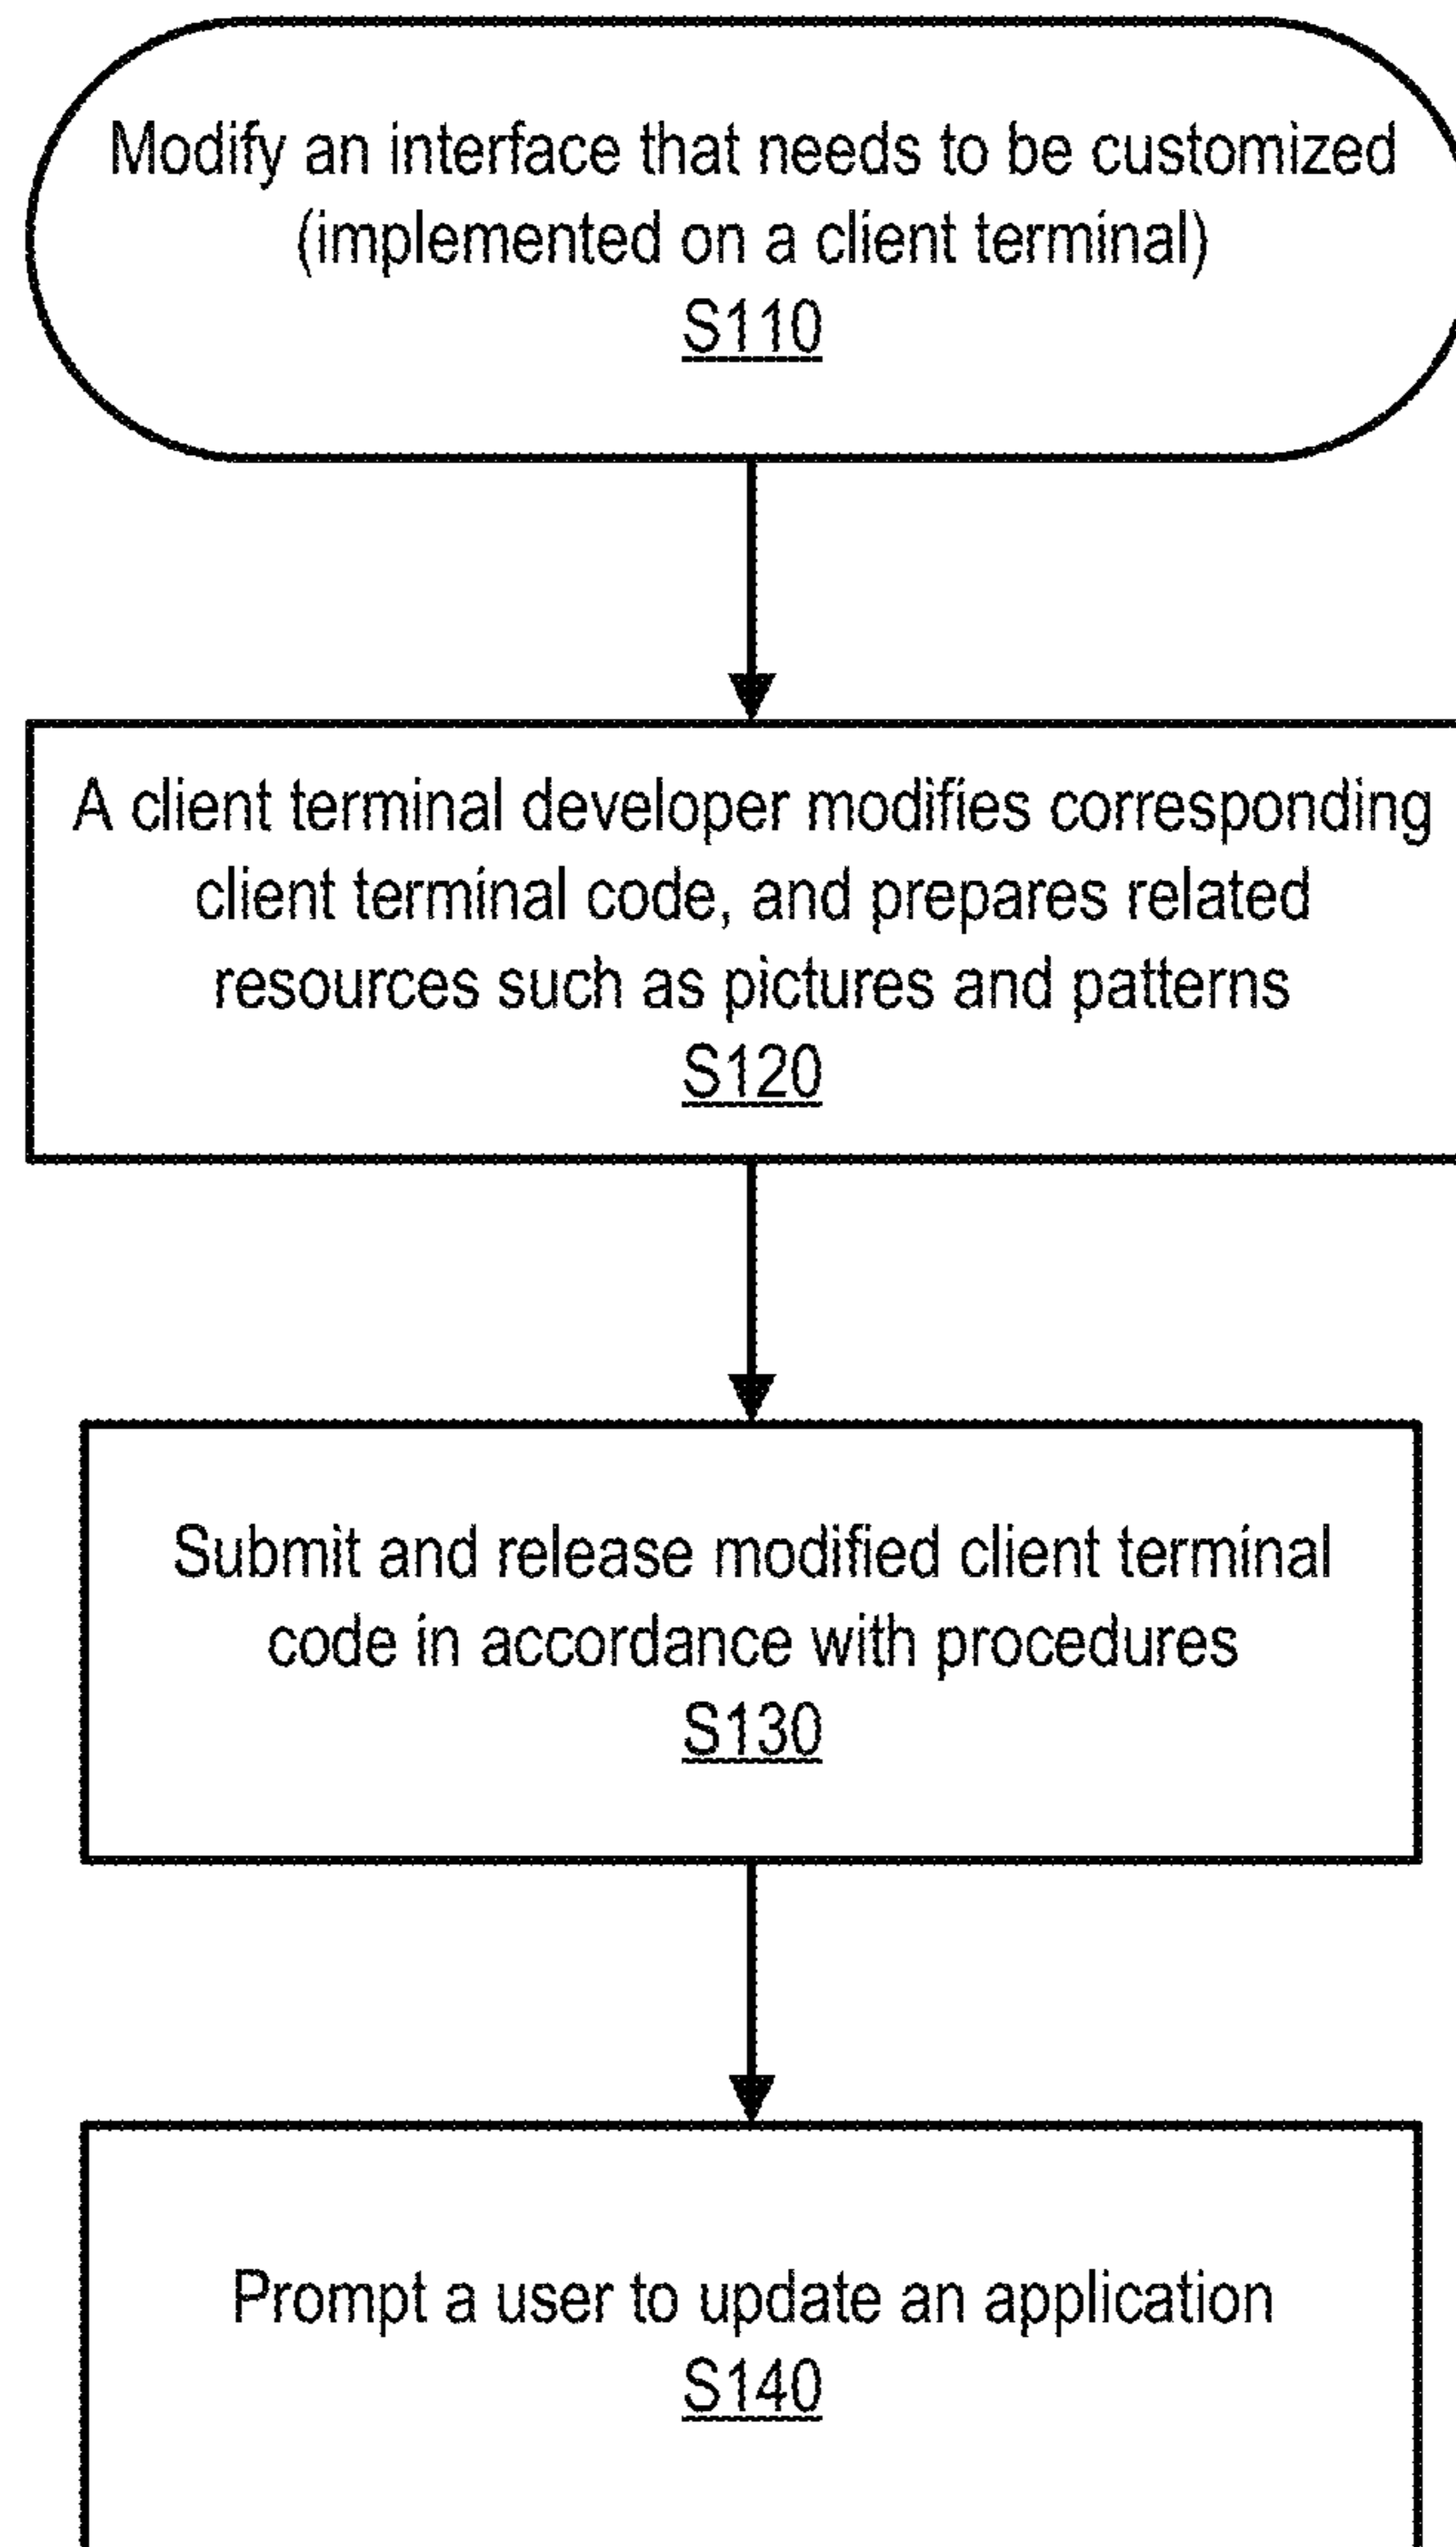 Modify an interface that needs to be customized
(implemented on a client terminal)
S110
A client terminal developer modifies corresponding
client terminal code, and prepares related
resources such as pictures and patterns
S120
Submit and release modified client terminal
code in accordance with procedures
S130
Prompt a user to update an application
S140